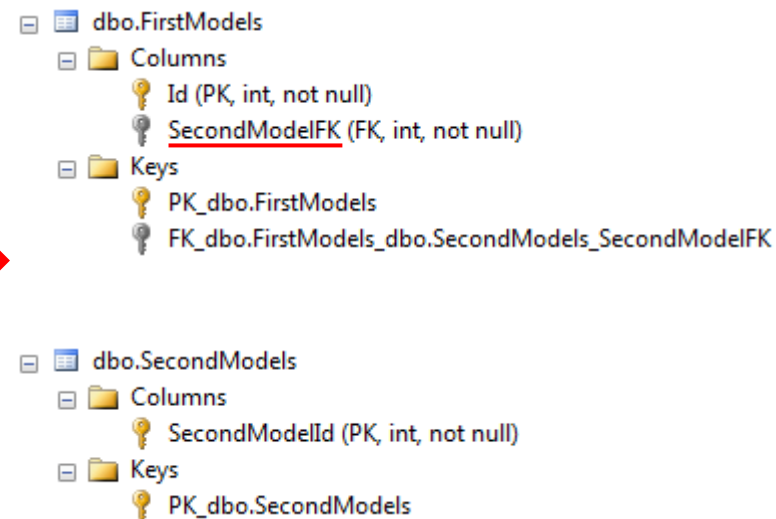 dbo.FirstModels
Columns
Id (PK, int, not null)
SecondModelFK (FK, int, not null)
Keys
PK_dbo.FirstModels
FK_dbo.FirstModels_dbo.SecondModels_SecondModelFK
dbo.SecondModels
Columns
SecondModelId (PK, int, not null)
Keys
PK_dbo.SecondModels